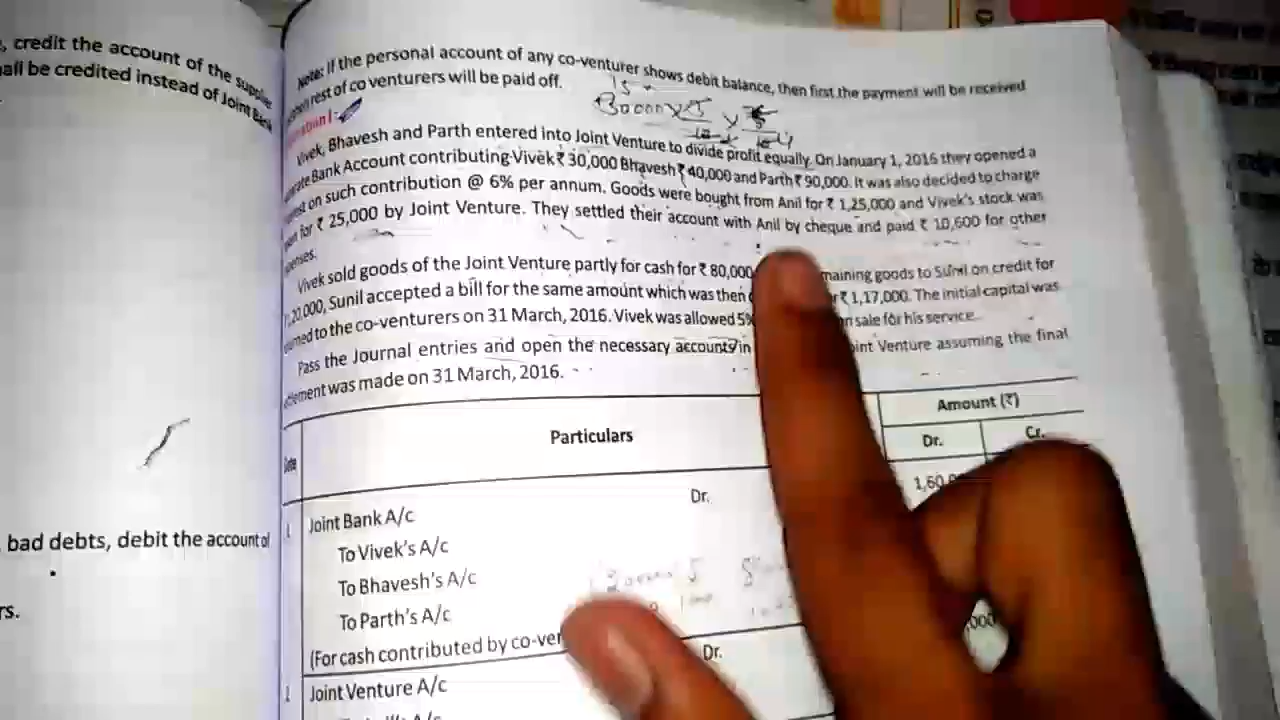 , credit the account of the supplier
all be credited instead of Joint Bank
bad debts, debit the account of
rs.
Note: If the personal account of any co-venturer shows debit balance, then first the payment will be received
rest of co venturers will be paid off.
Vivek, Bhavesh and Parth entered into Joint Venture to divide profit equally. On January 1, 2016 they opened a
Bank Account contributing Vivek ₹ 30,000 Bhavesh ₹ 40,000 and Parth ₹ 90,000. It was also decided to charge
on such contribution @ 6% per annum. Goods were bought from Anil for ₹ 1,25,000 and Vivek's stock was
for ₹ 25,000 by Joint Venture. They settled their account with Anil by cheque and paid ₹ 10,600 for other
Vivek sold goods of the Joint Venture partly for cash for ₹ 80,000 maining goods to Sunil on credit for
20,000, Sunil accepted a bill for the same amount which was then ₹ 1,17,000. The initial capital was
to the co-venturers on 31 March, 2016. Vivek was allowed 5% on sale for his service.
Pass the Journal entries and open the necessary accounts in oint Venture assuming the final
was made on 31 March, 2016.
Date Particulars Amount (₹)
Dr. Cr.
Joint Bank A/c Dr. 1,60,
To Vivek's A/c
To Bhavesh's A/c
To Parth's A/c
(For cash contributed by co-ve ,000
Joint Venture A/c Dr.